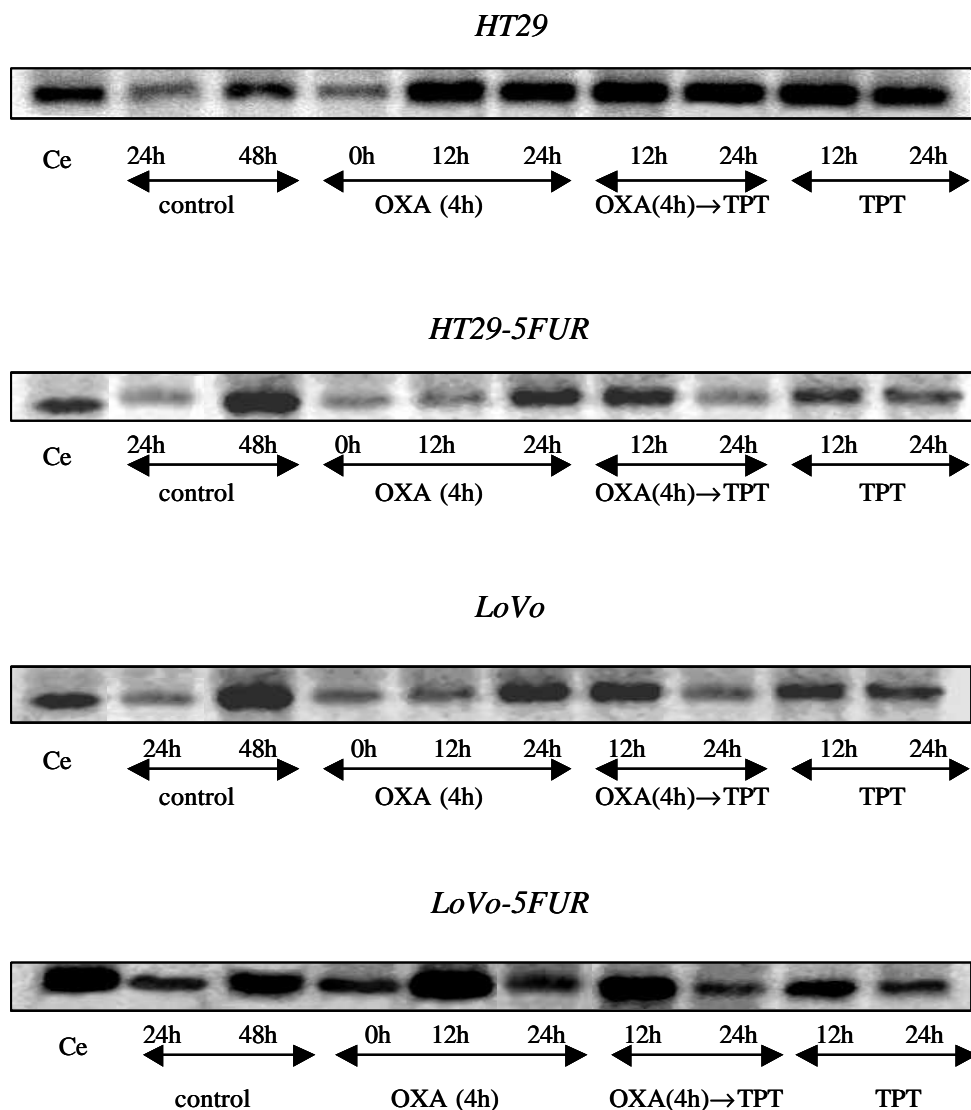 HT29
Ce 24h 48h 0h 12h 24h 12h 24h 12h 24h
control OXA (4h) OXA(4h)→TPT TPT
HT29-5FUR
Ce 24h 48h 0h 12h 24h 12h 24h 12h 24h
control OXA (4h) OXA(4h)→TPT TPT
LoVo
Ce 24h 48h 0h 12h 24h 12h 24h 12h 24h
control OXA (4h) OXA(4h)→TPT TPT
LoVo-5FUR
Ce 24h 48h 0h 12h 24h 12h 24h 12h 24h
control OXA (4h) OXA(4h)→TPT TPT